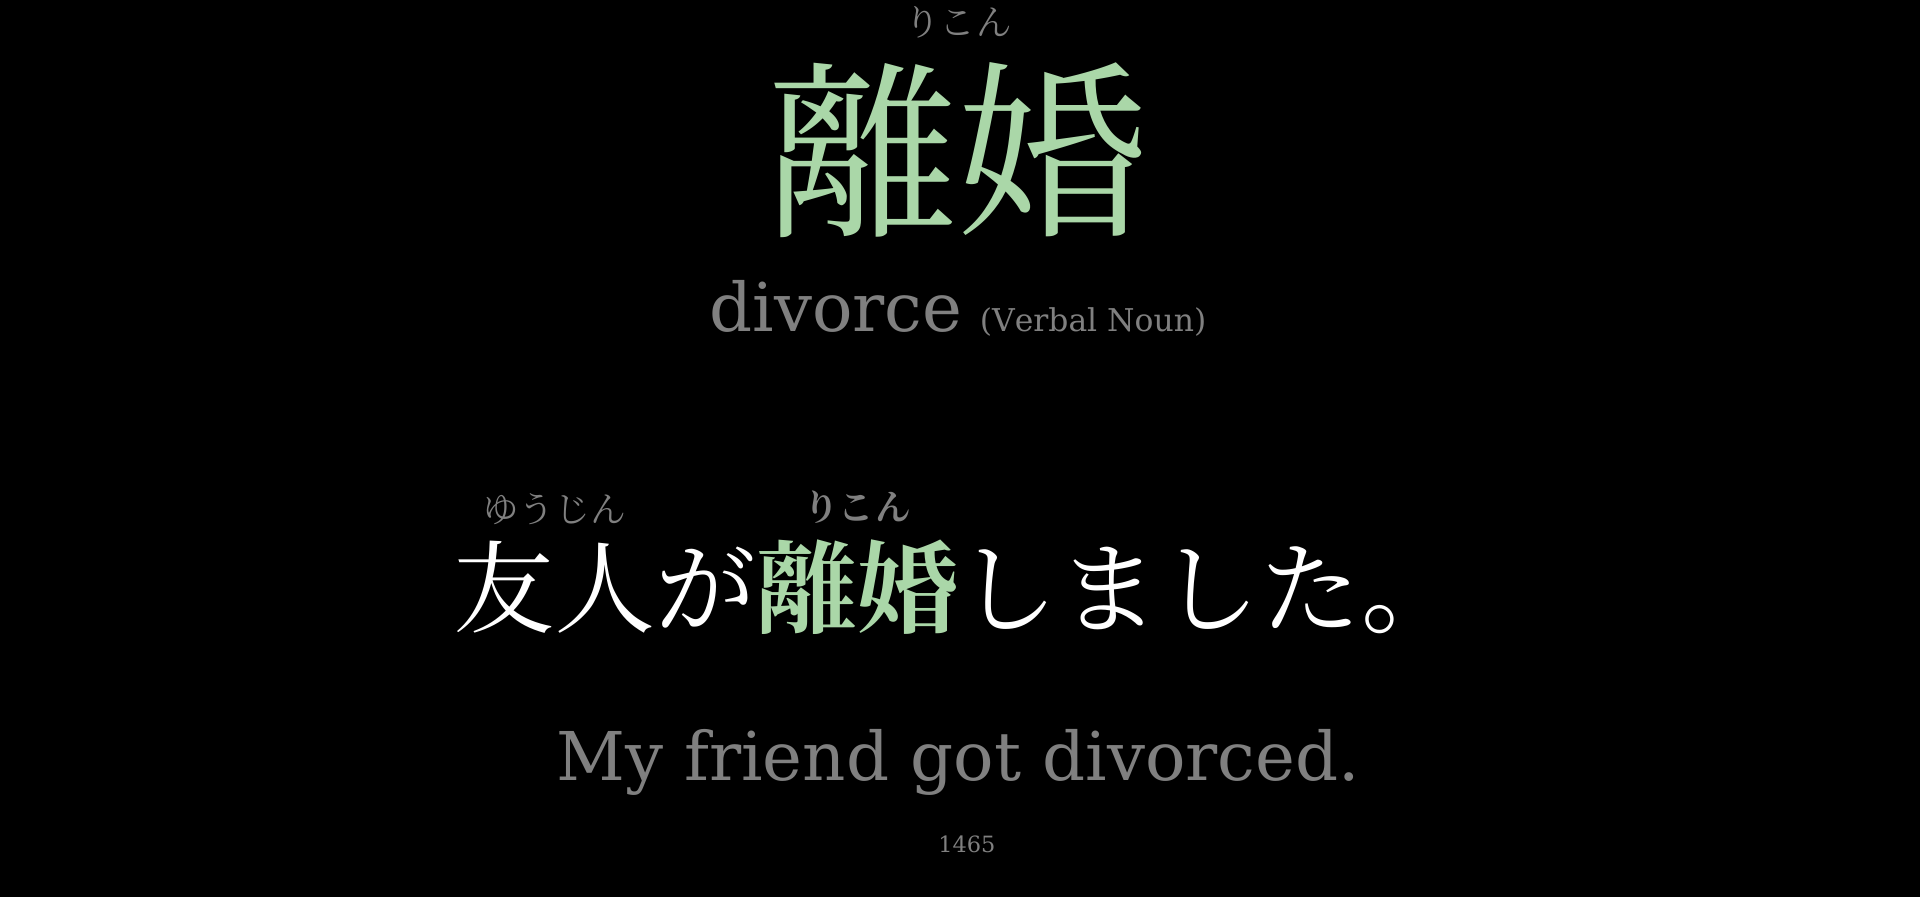 りこん
離婚
divorce (Verbal Noun)
ゆうじん りこん
友人が離婚しました。
My friend got divorced.
1465